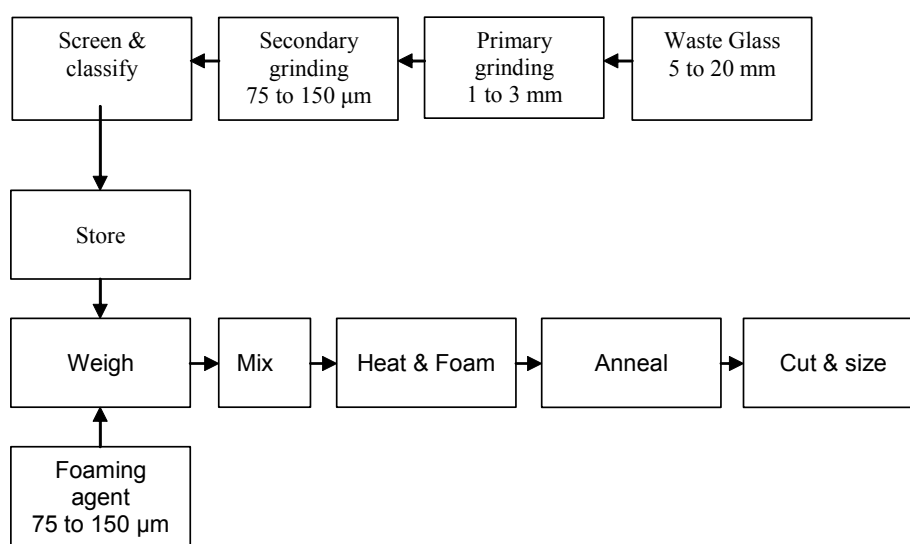 Screen &
classify
Secondary
grinding
75 to 150 μm
Primary
grinding
1 to 3 mm
Waste Glass
5 to 20 mm
Store
Weigh
Mix
Heat & Foam
Anneal
Cut & size
Foaming
agent
75 to 150 μm